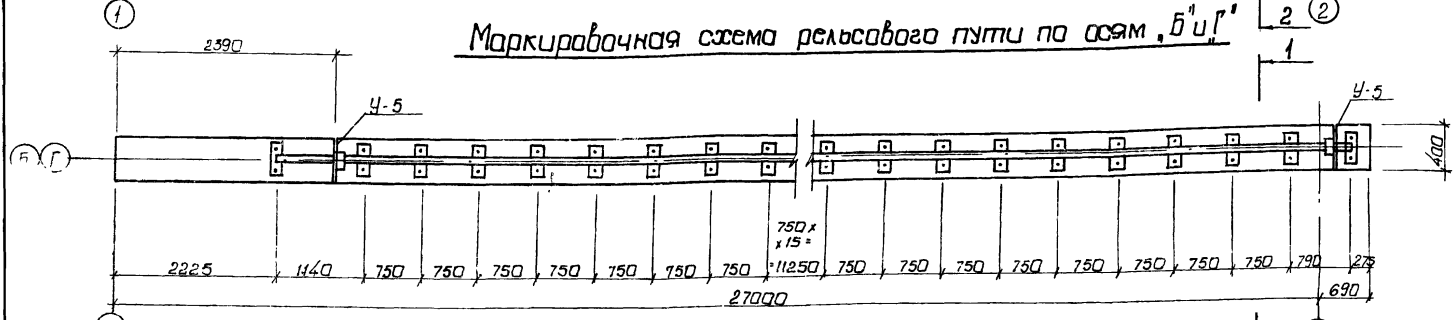 1
Маркировочная схема рельсового пути по осям „Б" и „Г"
2 2
1
2390
У-5
У-5
Б Г
400
750 x
x 15 =
2225 1140 750 750 750 750 750 750 750 =11250 750 750 750 750 750 750 750 750 790 275
27000 690